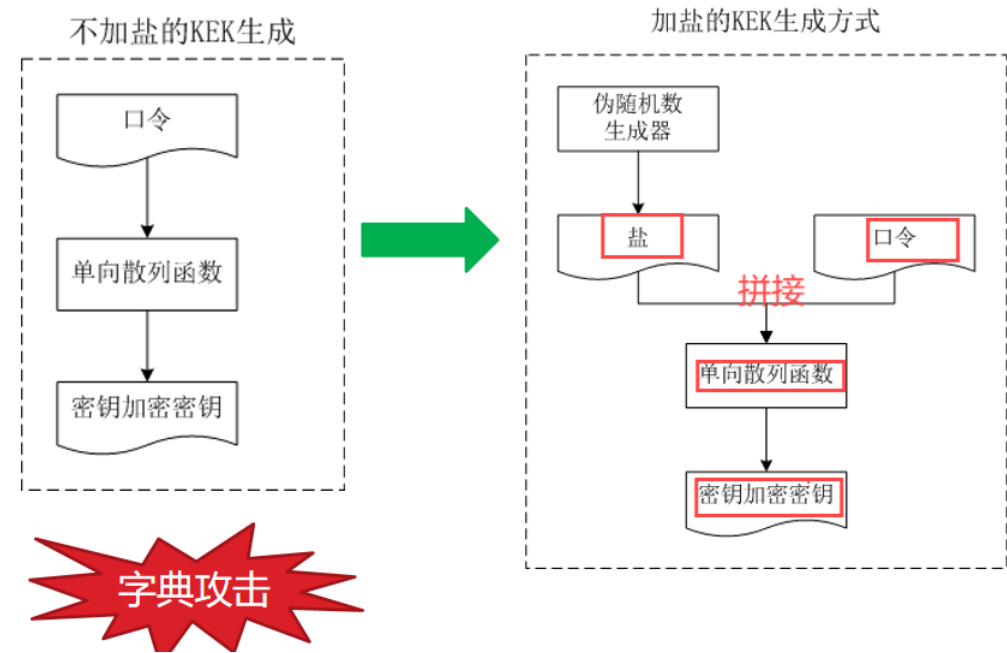 不加盐的KEK生成
口令
单向散列函数
密钥加密密钥
字典攻击
加盐的KEK生成方式
伪随机数
生成器
盐
口令
拼接
单向散列函数
密钥加密密钥